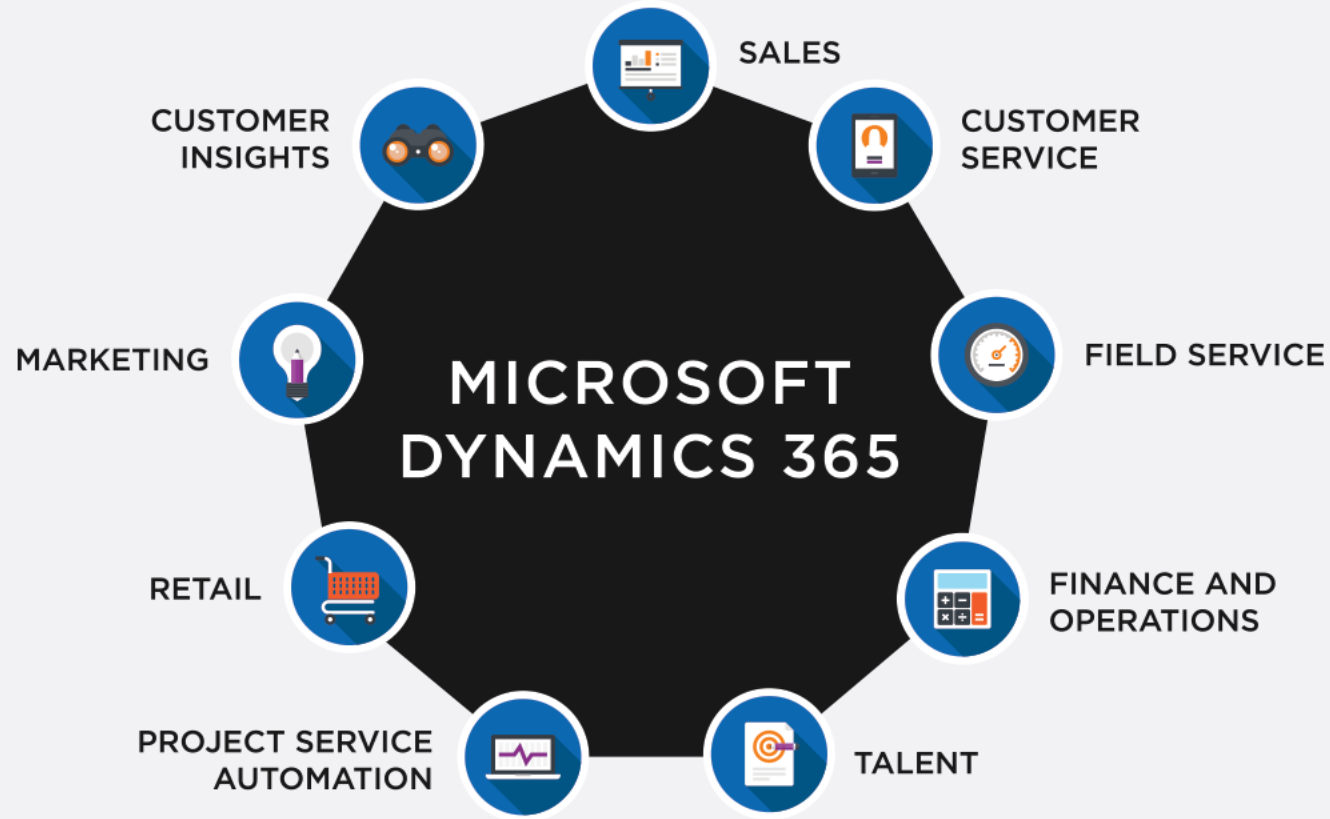 SALES
CUSTOMER
INSIGHTS
CUSTOMER
SERVICE
MARKETING
FIELD SERVICE
MICROSOFT
DYNAMICS 365
RETAIL
FINANCE AND
OPERATIONS
PROJECT SERVICE
AUTOMATION
TALENT